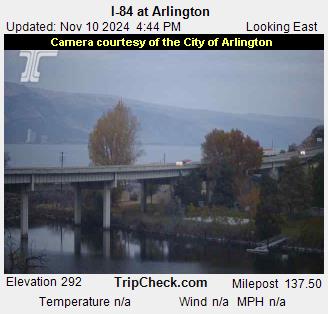 I-84 at Arlington
Updated: Nov 10 2024 4:44 PM Looking East
Camera courtesy of the City of Arlington
Elevation 292 TripCheck.com Milepost 137.50
Temperature n/a Wind n/a MPH n/a